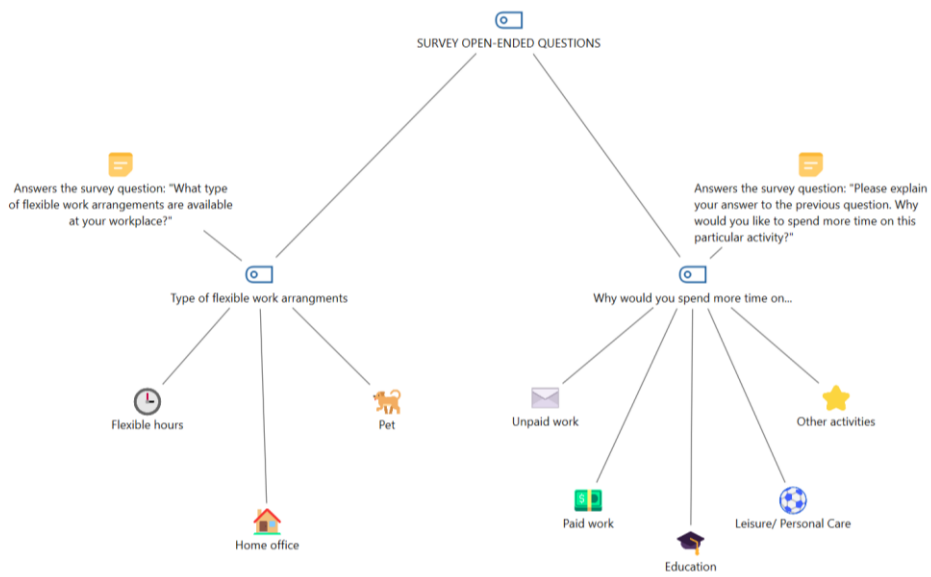 SURVEY OPEN-ENDED QUESTIONS
Answers the survey question: "What type
of flexible work arrangements are available
at your workplace?"
Answers the survey question: "Please explain
your answer to the previous question. Why
would you like to spend more time on this
particular activity?"
Type of flexible work arrangments
Why would you spend more time on...
Flexible hours
Pet
Unpaid work
Other activities
Home office
Paid work
Leisure/ Personal Care
Education